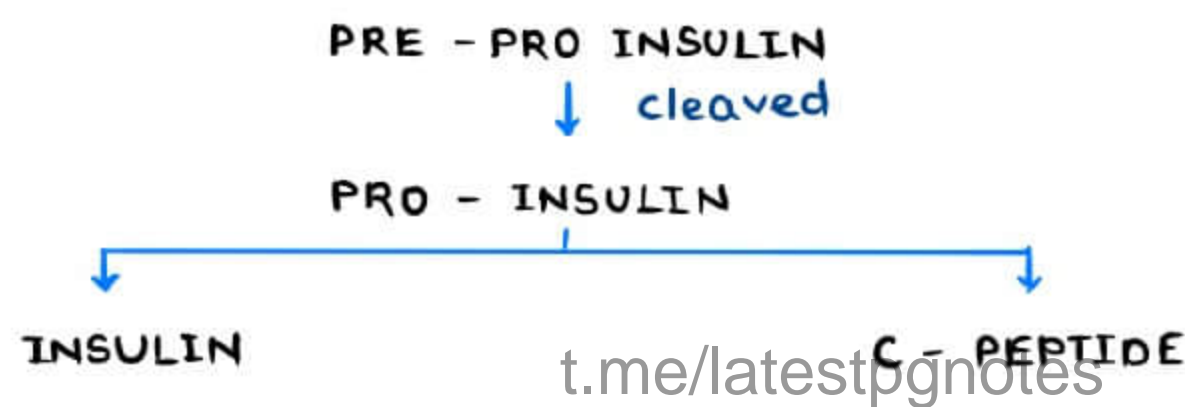 PRE - PRO INSULIN
cleaved
PRO - INSULIN
INSULIN
C - PEPTIDE
t.me/latestpgnotes